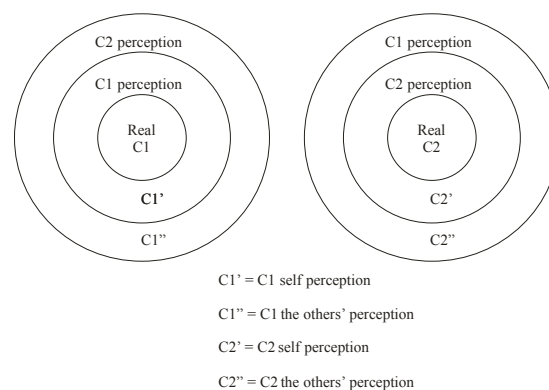 C2 perception
C1 perception
Real
C1
C1’
C1”
C1 perception
C2 perception
Real
C2
C2’
C2”
C1’ = C1 self perception
C1” = C1 the others’ perception
C2’ = C2 self perception
C2” = C2 the others’ perception